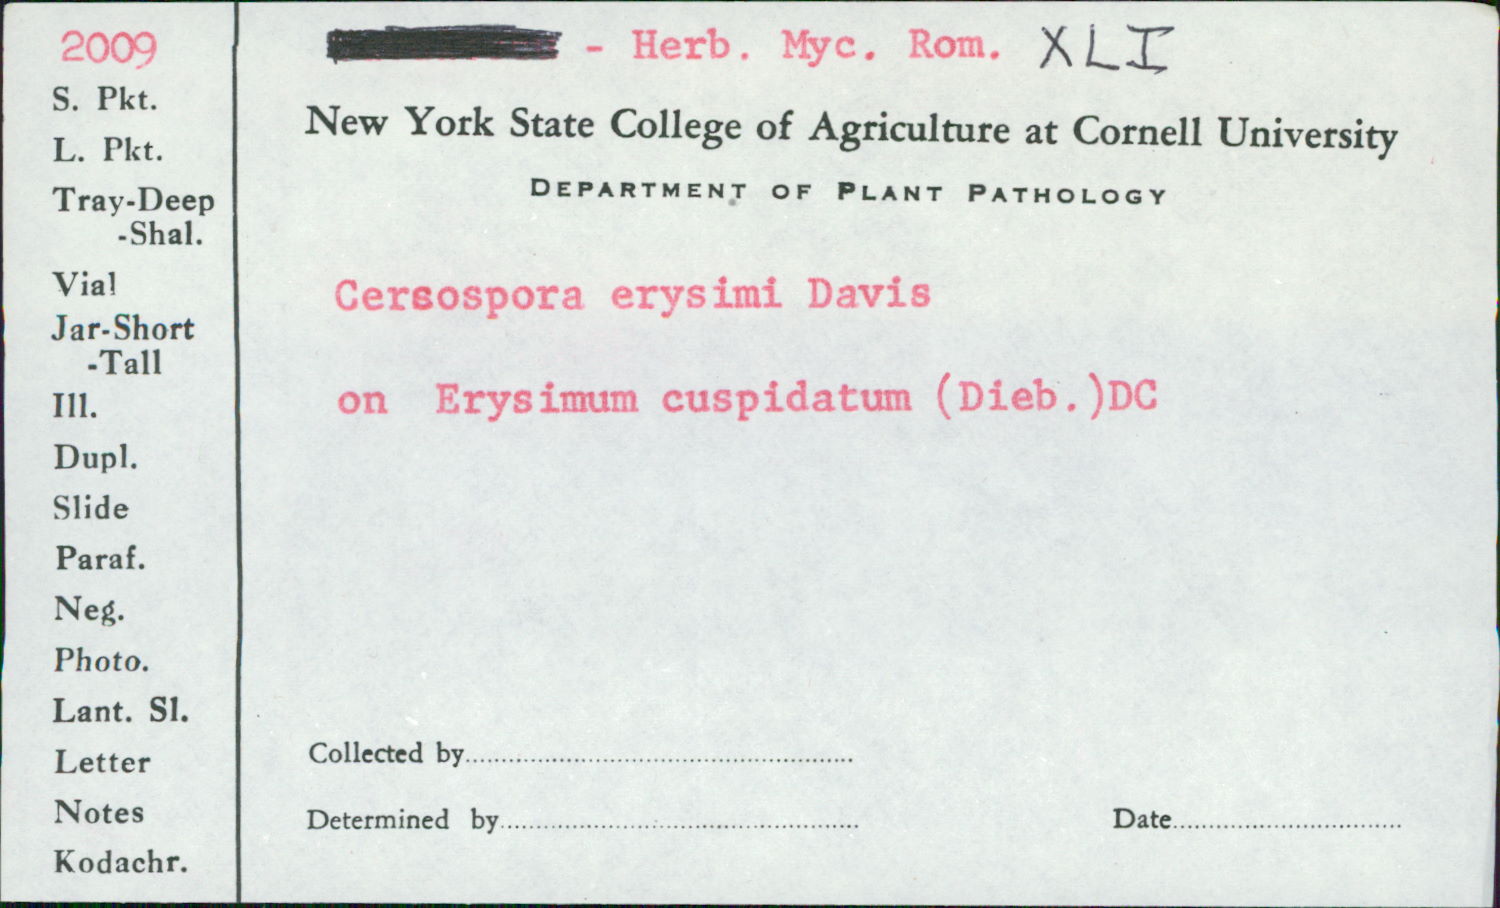 2009
S. Pkt.
L. Pkt.
Tray-Deep
-Shal.
Vial
Jar-Short
-Tall
Ill.
Dupl.
Slide
Paraf.
Neg.
Photo.
Lant. Sl.
Letter
Notes
Kodachr.
- Herb. Myc. Rom. XLI
New York State College of Agriculture at Cornell University
DEPARTMENT OF PLANT PATHOLOGY
Cersospora erysimi Davis
on Erysimum cuspidatum (Dieb.)DC
Collected by
Determined by
Date